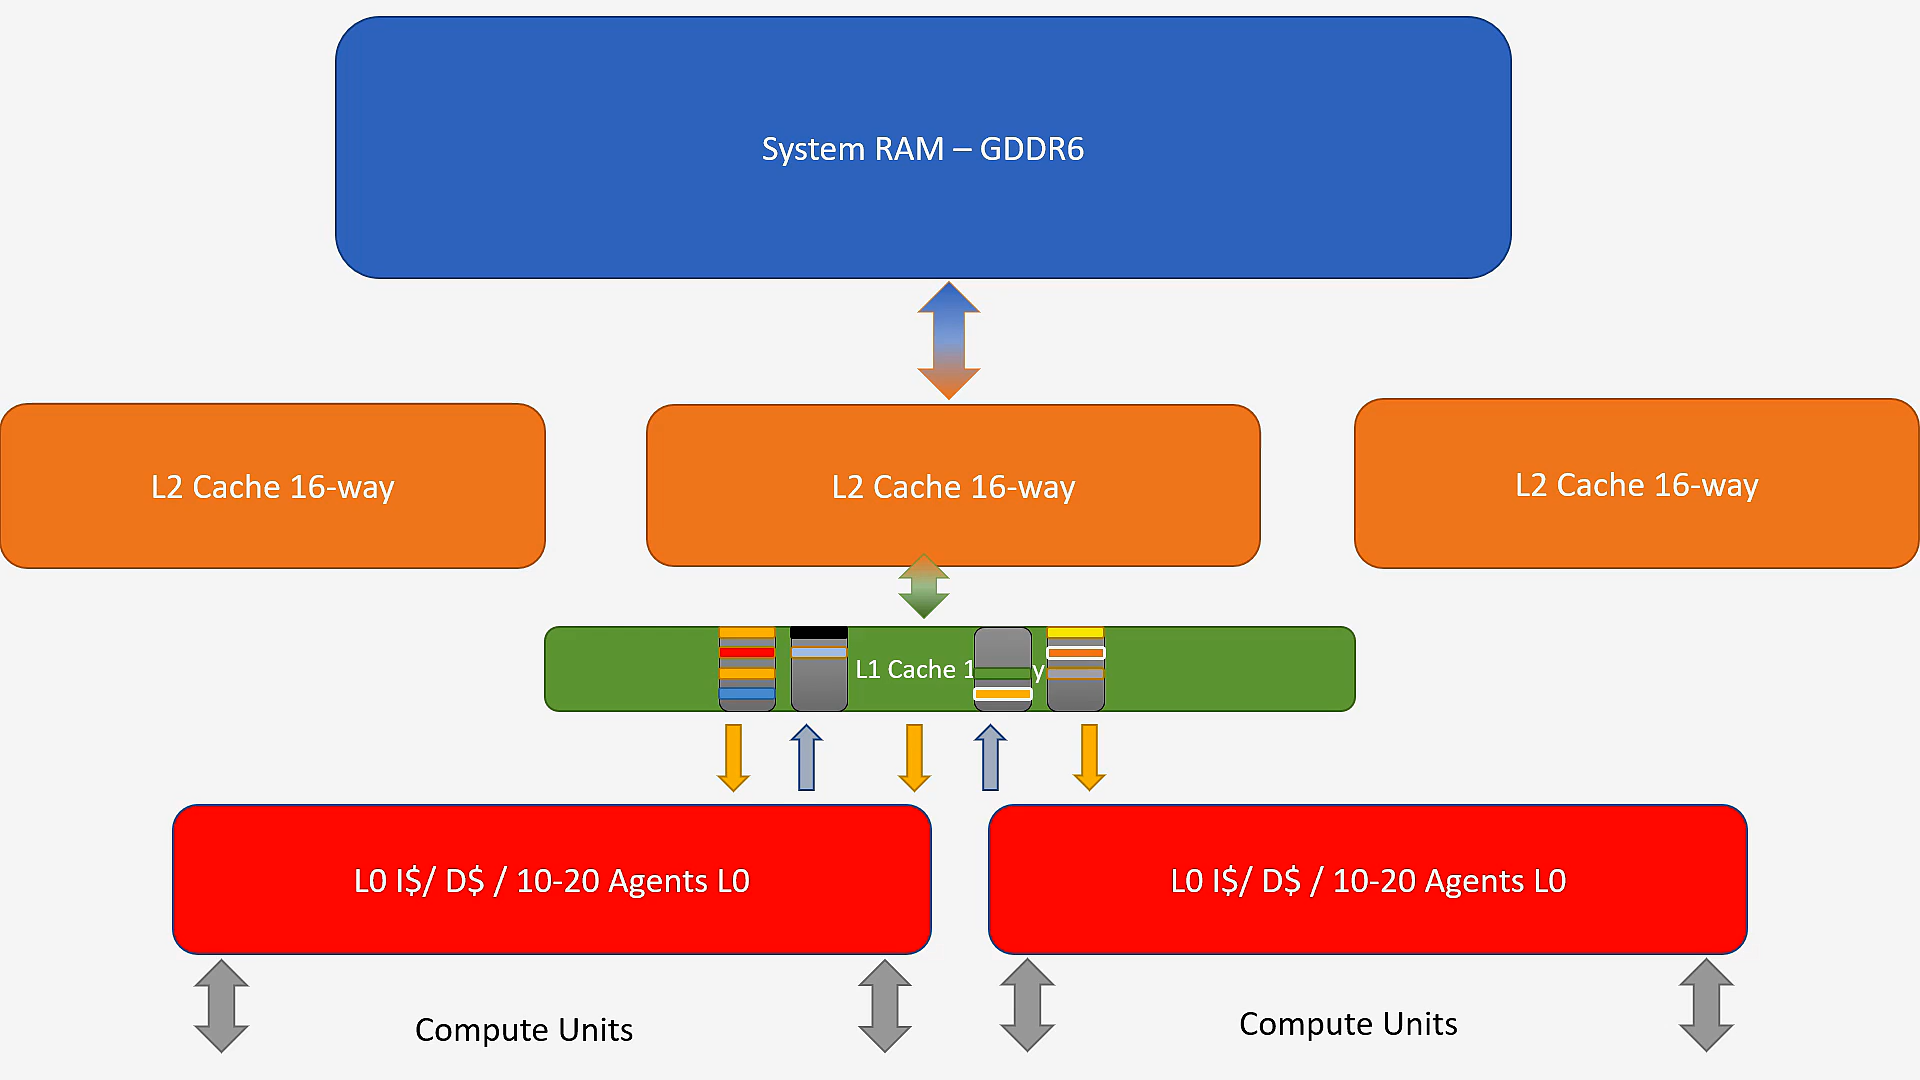 System RAM – GDDR6
L2 Cache 16-way
L2 Cache 16-way
L2 Cache 16-way
L1 Cache
L0 I$/ D$ / 10-20 Agents L0
L0 I$/ D$ / 10-20 Agents L0
Compute Units
Compute Units